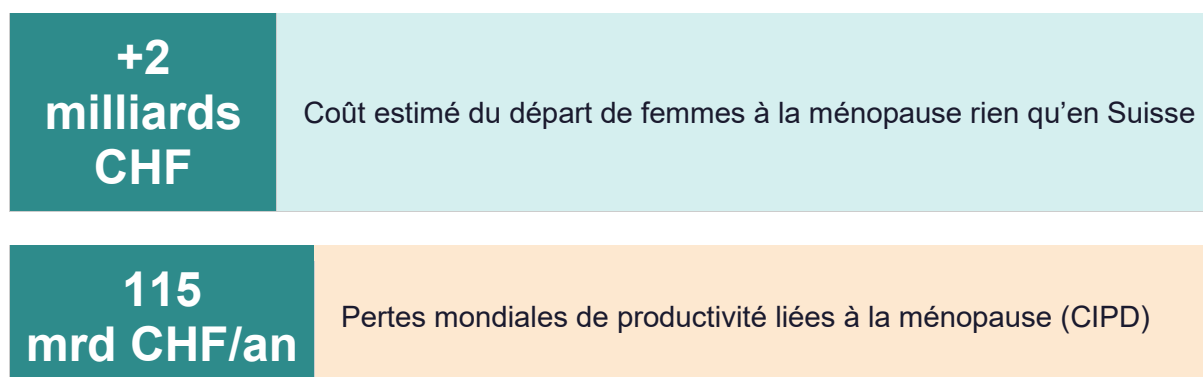 +2
milliards
CHF
Coût estimé du départ de femmes à la ménopause rien qu’en Suisse
115
mrd CHF/an
Pertes mondiales de productivité liées à la ménopause (CIPD)